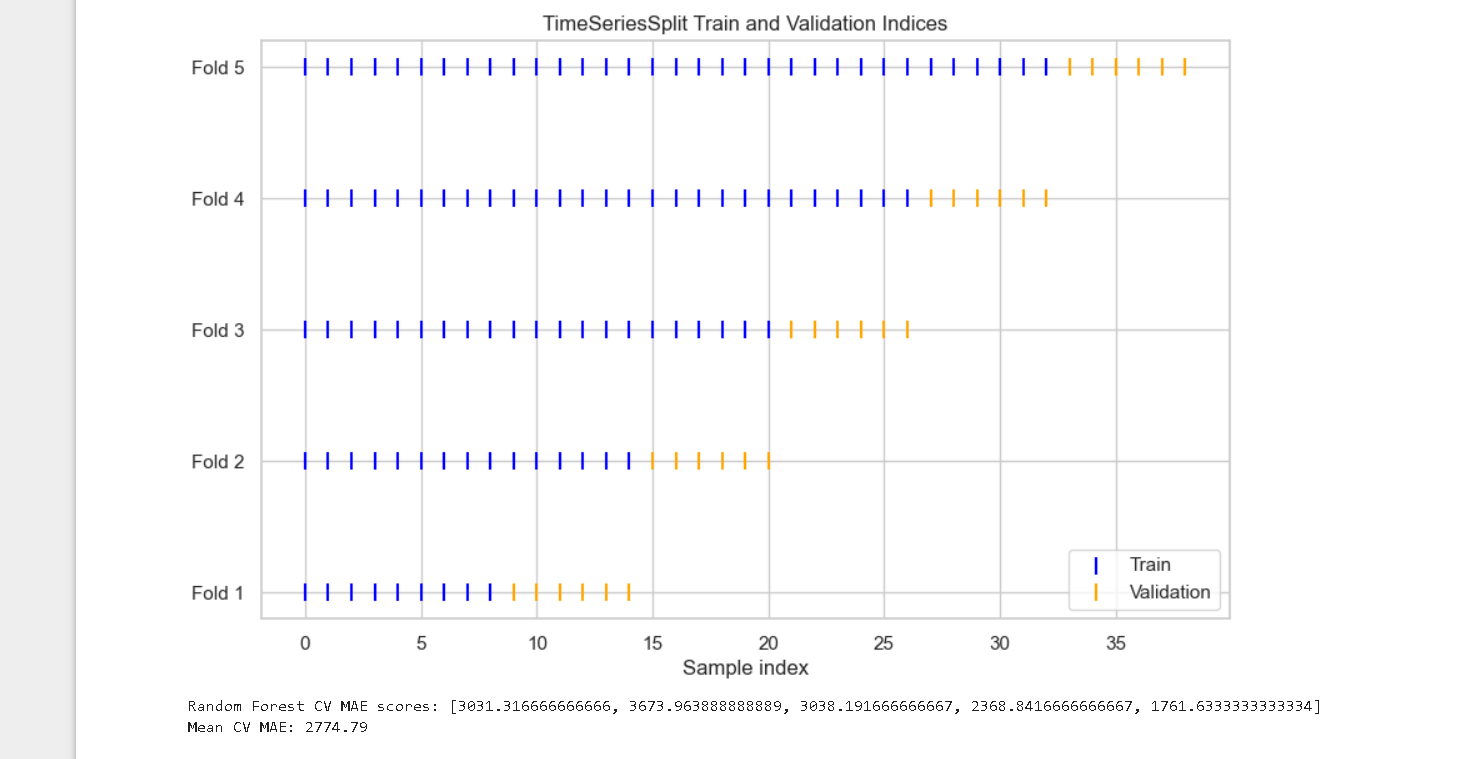 TimeSeriesSplit Train and Validation Indices
Fold 5
Fold 4
Fold 3
Fold 2
Fold 1
Train
Validation
0 5 10 15 20 25 30 35
Sample index
Random Forest CV MAE scores: [3031.316666666666, 3673.963888888889, 3038.191666666667, 2368.8416666666667, 1761.6333333333334]
Mean CV MAE: 2774.79